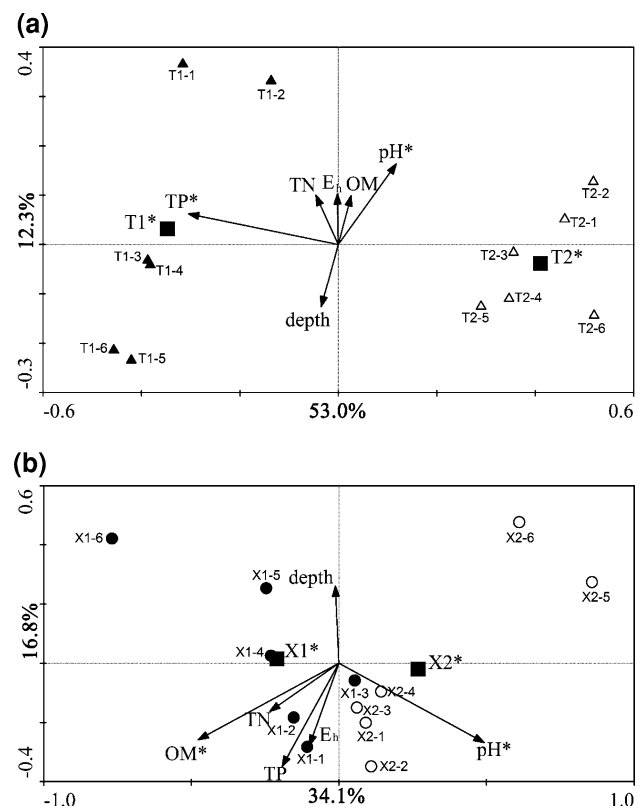 (a)
0.4
T1-1
T1-2
pH*
TN
Eh
OM
TP*
T2-2
T1*
T2-1
12.3%
T1-3
T1-4
T2-3
T2*
T2-4
T2-5
T2-6
depth
T1-6
T1-5
-0.3
-0.6
53.0%
0.6
(b)
0.6
X1-6
X2-6
X1-5
depth
X2-5
16.8%
X1-4
X1*
X2*
X1-3
X2-4
X2-3
TN
X1-2
X2-1
Eh
OM*
X1-1
pH*
TP
X2-2
-0.4
-1.0
34.1%
1.0